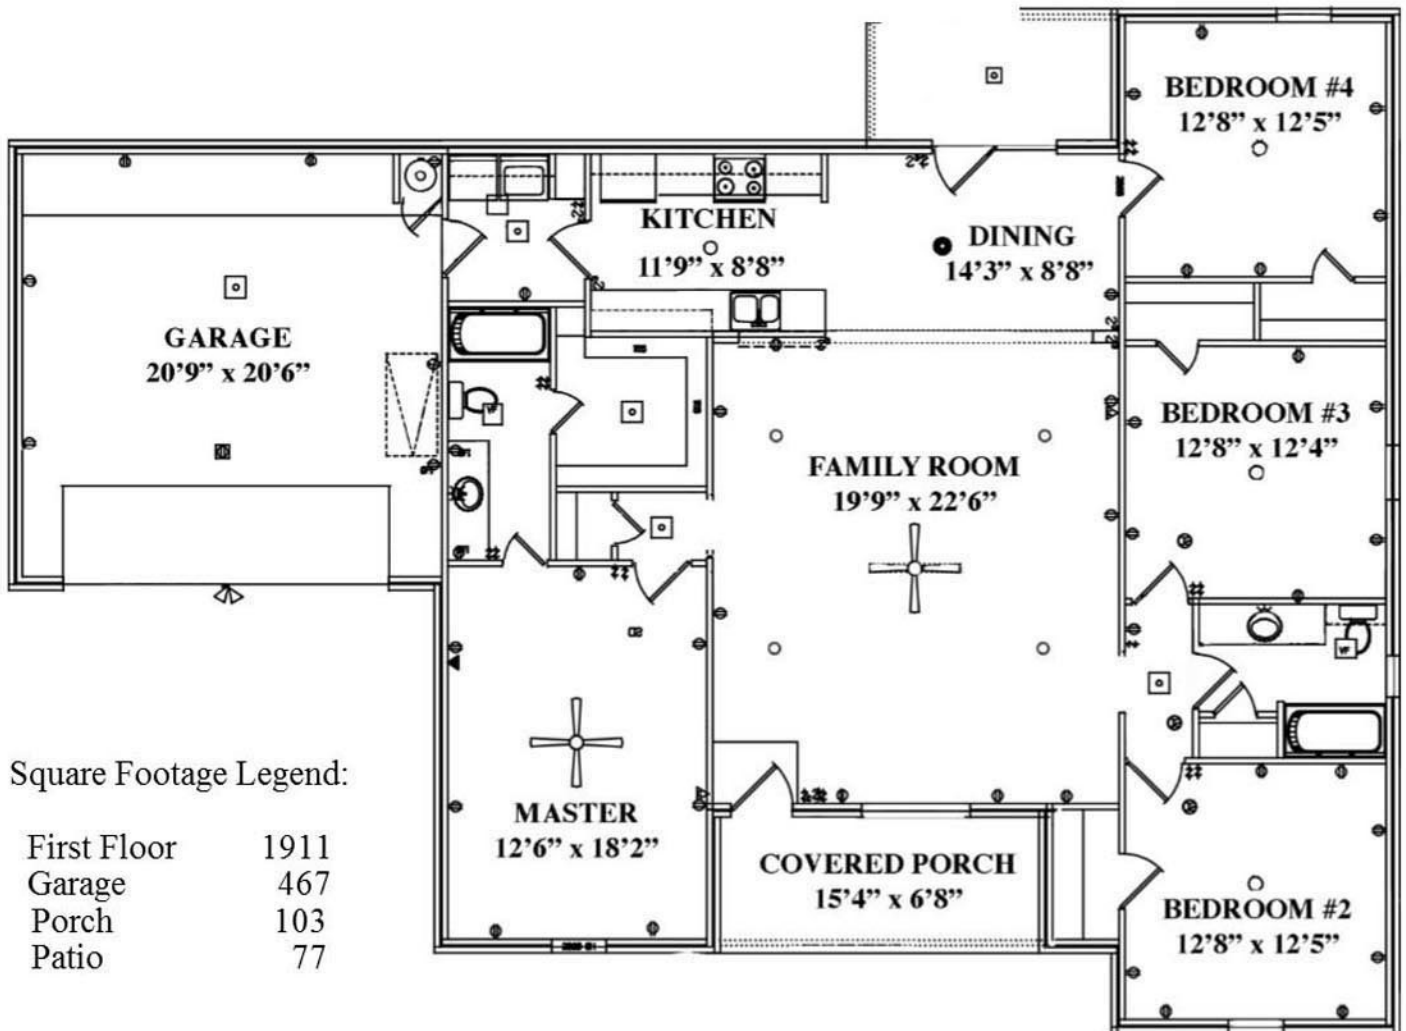 BEDROOM #4
12’8” x 12’5”
KITCHEN
11’9” x 8’8”
DINING
14’3” x 8’8”
GARAGE
20’9” x 20’6”
BEDROOM #3
12’8” x 12’4”
FAMILY ROOM
19’9” x 22’6”
VF
VF
Square Footage Legend:
First Floor 1911
Garage 467
Porch 103
Patio 77
MASTER
12’6” x 18’2”
COVERED PORCH
15’4” x 6’8”
BEDROOM #2
12’8” x 12’5”